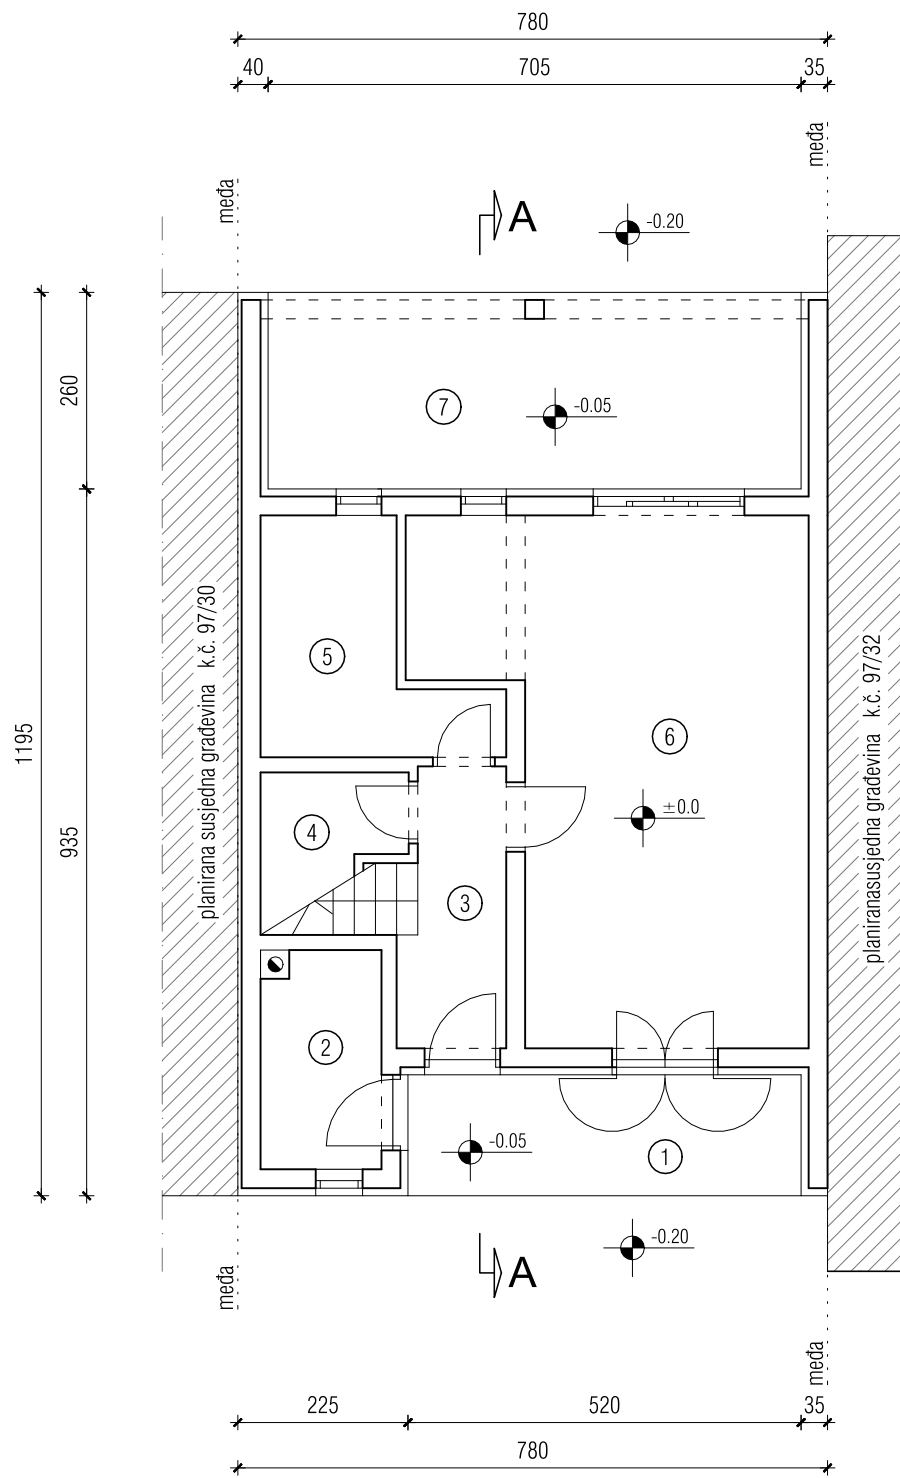 780
40 705 35
međa
međa
A
-0.20
7
-0.05
260
1195
935
planirana susjedna građevina k.č. 97/30
planiranasusjedna građevina k.č. 97/32
5
6
±0.0
4
3
2
-0.05
1
A
-0.20
međa
međa
225 520 35
780